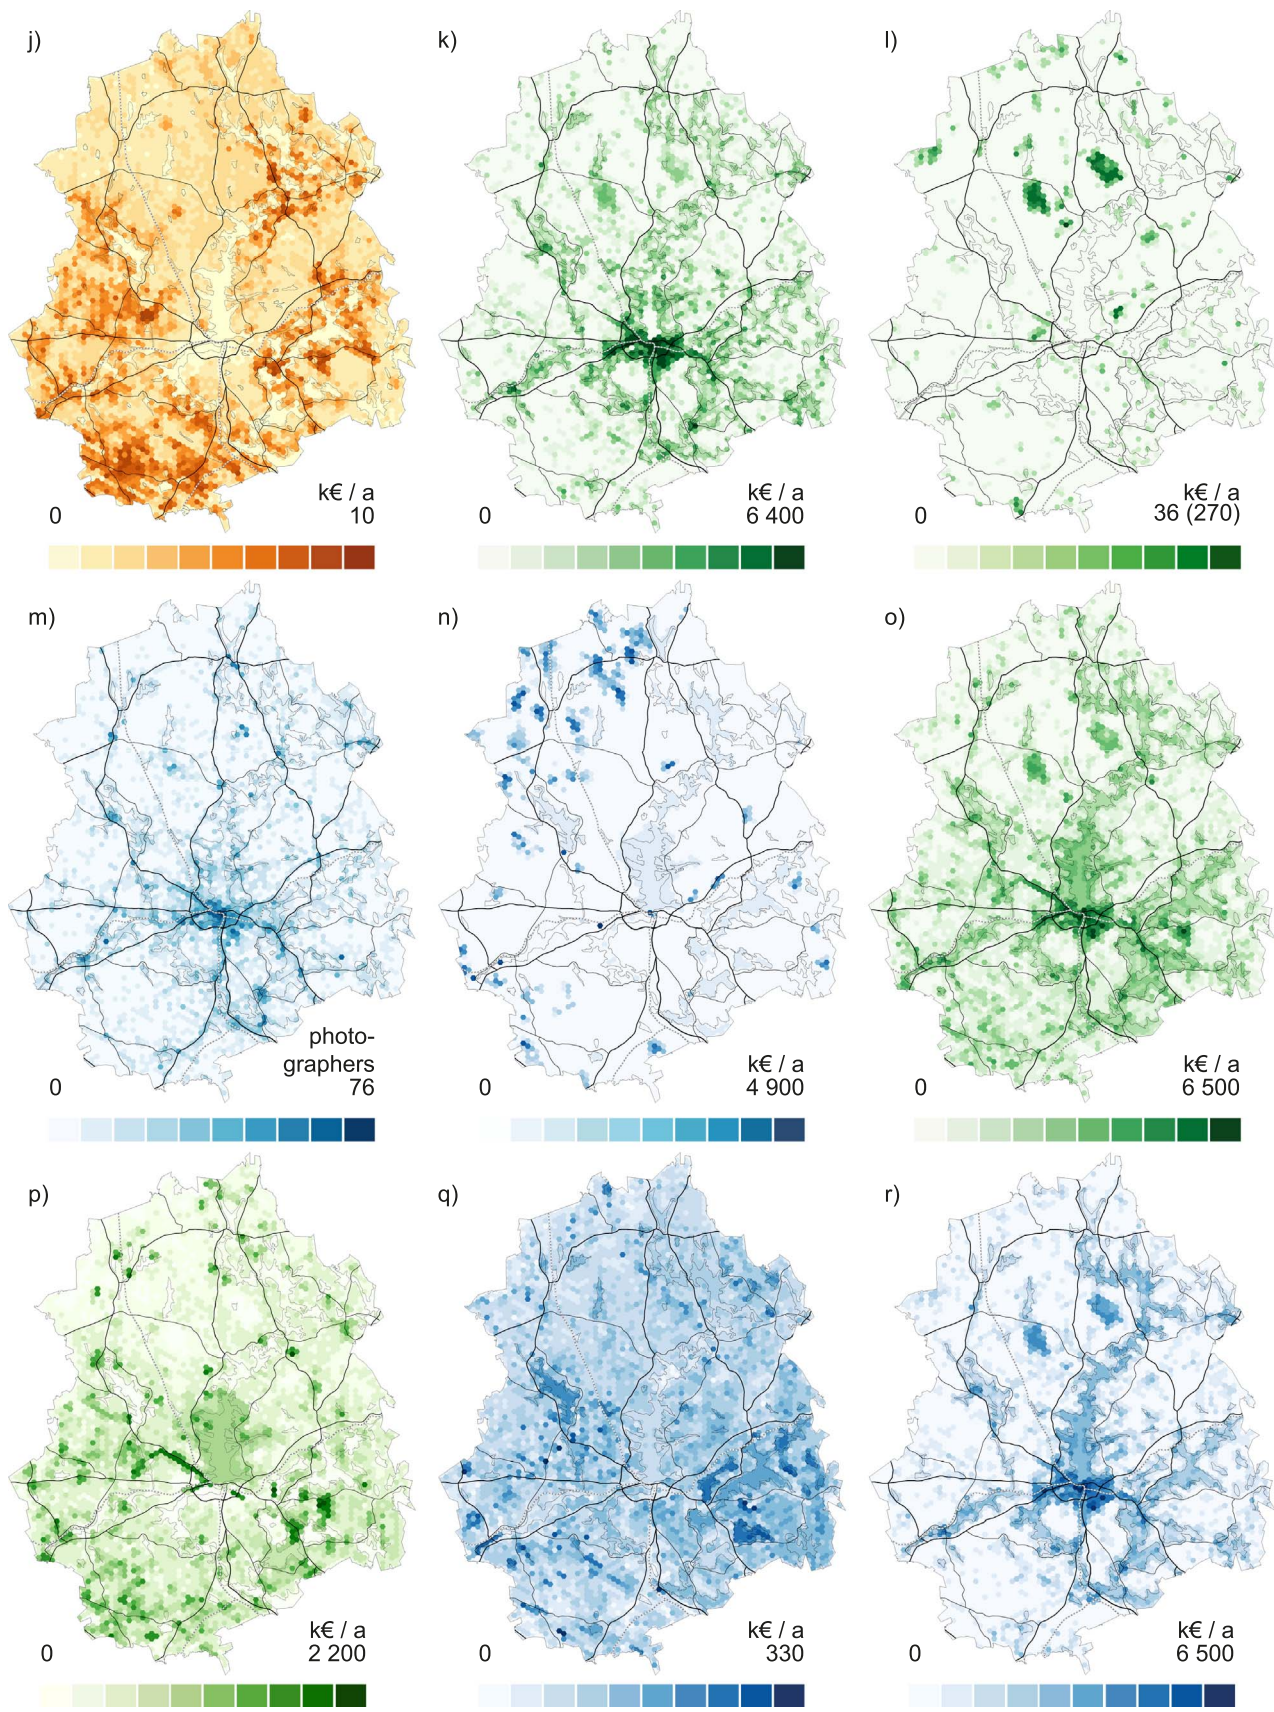 j)
k€ / a
0 10
k)
k€ / a
0 6 400
l)
k€ / a
0 36 (270)
m)
photo-
graphers
0 76
n)
k€ / a
0 4 900
o)
k€ / a
0 6 500
p)
k€ / a
0 2 200
q)
k€ / a
0 330
r)
k€ / a
0 6 500